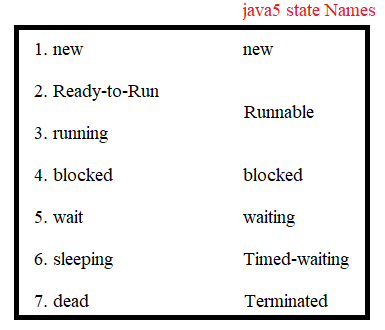 java5 state Names
1. new new
2. Ready-to-Run
Runnable
3. running
4. blocked blocked
5. wait waiting
6. sleeping Timed-waiting
7. dead Terminated